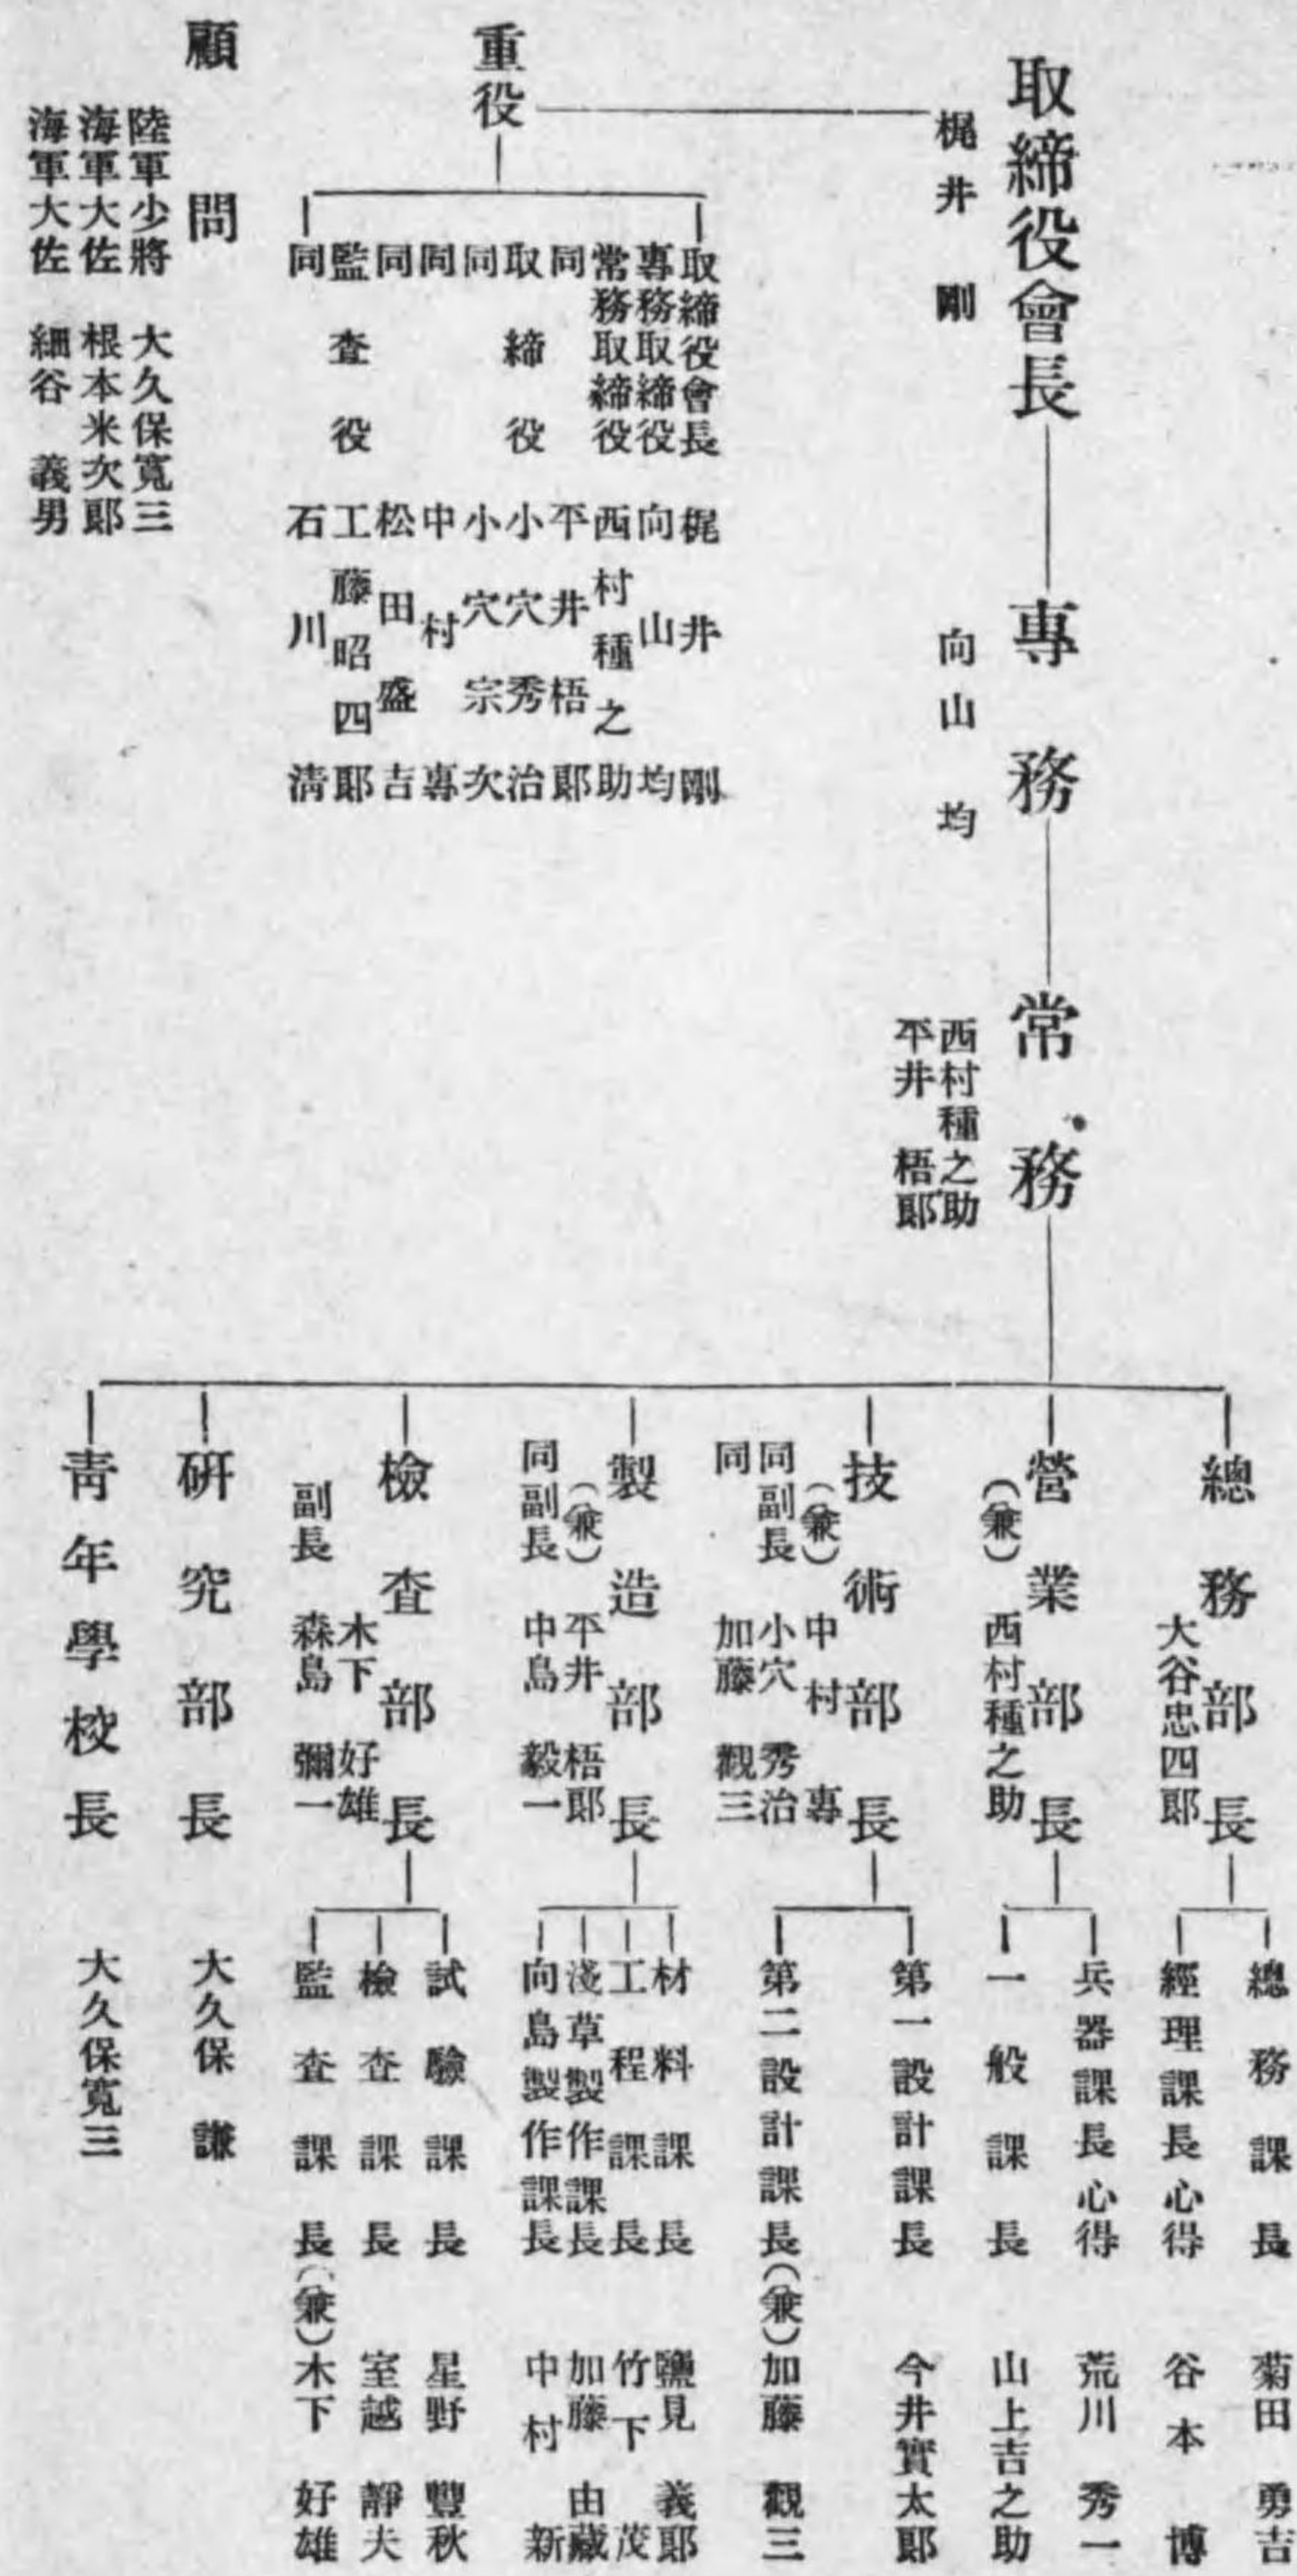 取締役會長
梶井剛
專務
向山均
常務
西村種之助
平井梧郎
重役
取締役會長 梶井剛
專務取締役 向山均
常務取締役 西村種之助
同 平井梧郎
取締役 小穴秀治
同 小穴宗次
同 中村專
同 松田盛吉
監査役 工藤昭四郎
同 石川清
顧問
陸軍少將 大久保寬三
海軍大佐 根本米次郎
海軍大佐 細谷義男
總務部長
大谷忠四郎
總務課長 菊田勇吉
經理課長心得 谷本博
營業部長
(兼) 西村種之助
兵器課長心得 荒川秀一
一般課長 山上吉之助
技術部長
(兼) 中村專
同副長 小穴秀治
同 加藤觀三
第一設計課長 今井實太郎
第二設計課長(兼) 加藤觀三
製造部長
(兼) 平井梧郎
同副長 中島毅一
材料課長 鹽見義郎
工程課長 竹下茂
淺草製作課長 加藤由藏
向島製作課長 中村新
檢査部長
木下好雄
副長 森島彌一
試驗課長 星野豐秋
檢査課長 室越靜夫
監査課長(兼) 木下好雄
硏究部長 大久保謙
靑年學校長 大久保寬三